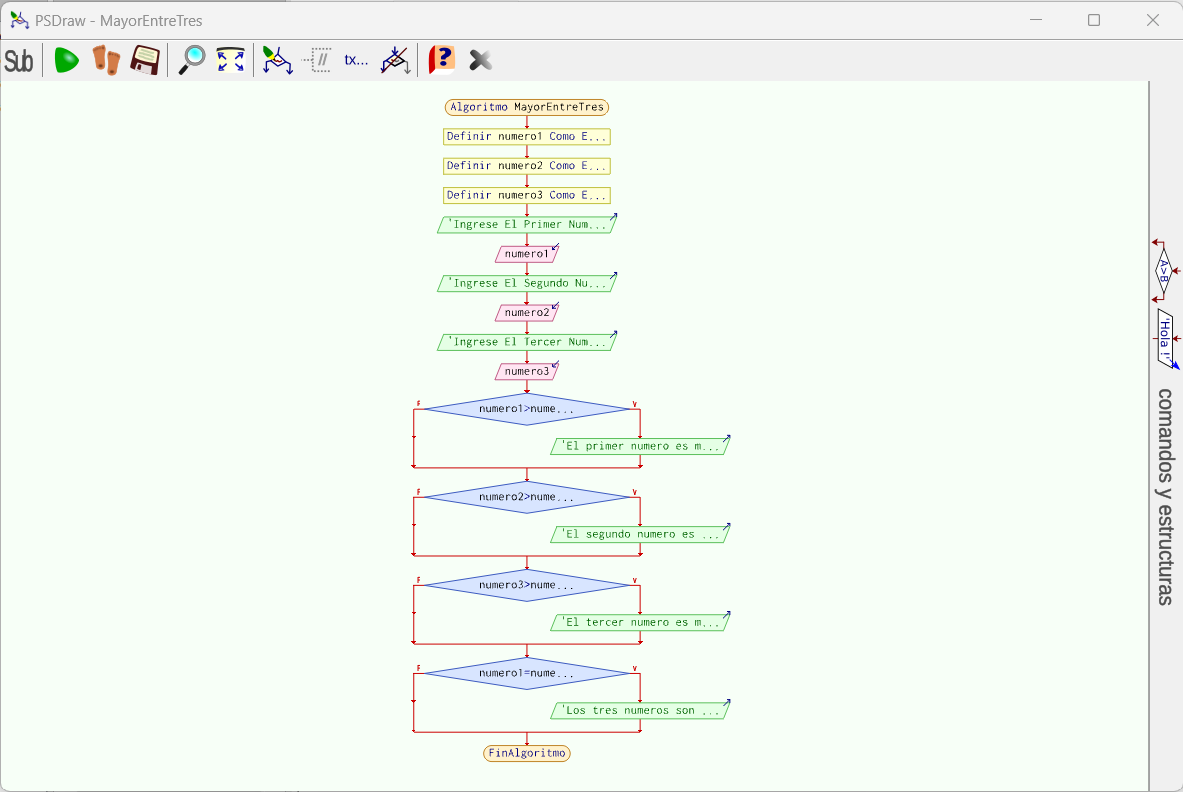 PSDraw - MayorEntreTres
Sub
tx...
?
Algoritmo MayorEntreTres
Definir numero1 Como E...
Definir numero2 Como E...
Definir numero3 Como E...
'Ingrese El Primer Num...
numero1
'Ingrese El Segundo Nu...
numero2
'Ingrese El Tercer Num...
numero3
F numero1>nume... V
'El primer numero es m...
F numero2>nume... V
'El segundo numero es ...
F numero3>nume... V
'El tercer numero es m...
F numero1=nume... V
'Los tres numeros son ...
FinAlgoritmo
A>B
'Hola !'
comandos y estructuras